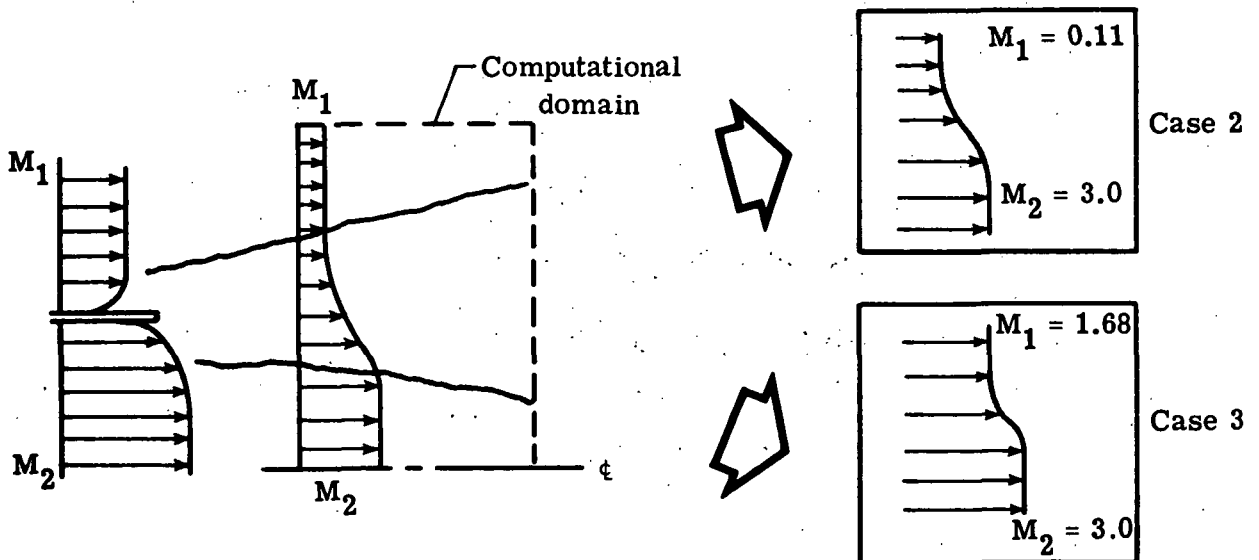 M1
M2
M1
Computational
domain
M2
℄
M1 = 0.11
M2 = 3.0
Case 2
M1 = 1.68
M2 = 3.0
Case 3